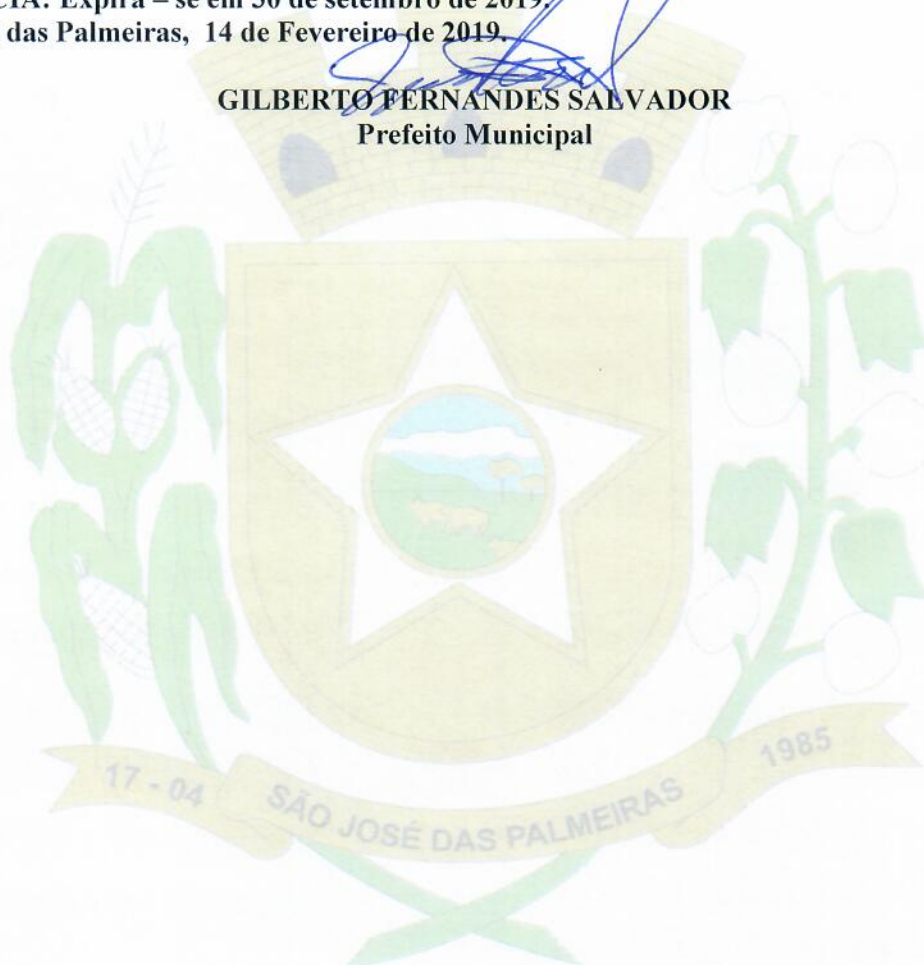 CIA: Expira – se em 30 de setembro de 2019.
das Palmeiras, 14 de Fevereiro de 2019.
GILBERTO FERNANDES SALVADOR
Prefeito Municipal
17 - 04 SÃO JOSÉ DAS PALMEIRAS 1985